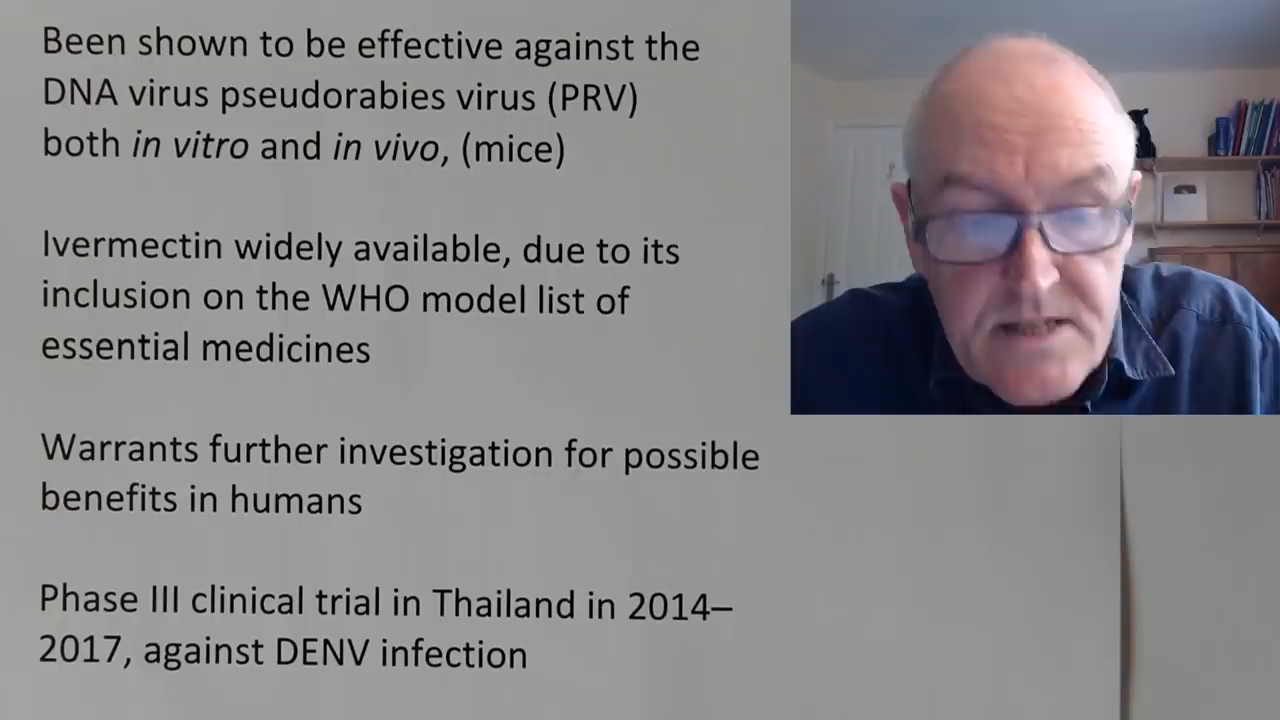 Been shown to be effective against the
DNA virus pseudorabies virus (PRV)
both in vitro and in vivo, (mice)
Ivermectin widely available, due to its
inclusion on the WHO model list of
essential medicines
Warrants further investigation for possible
benefits in humans
Phase III clinical trial in Thailand in 2014–
2017, against DENV infection